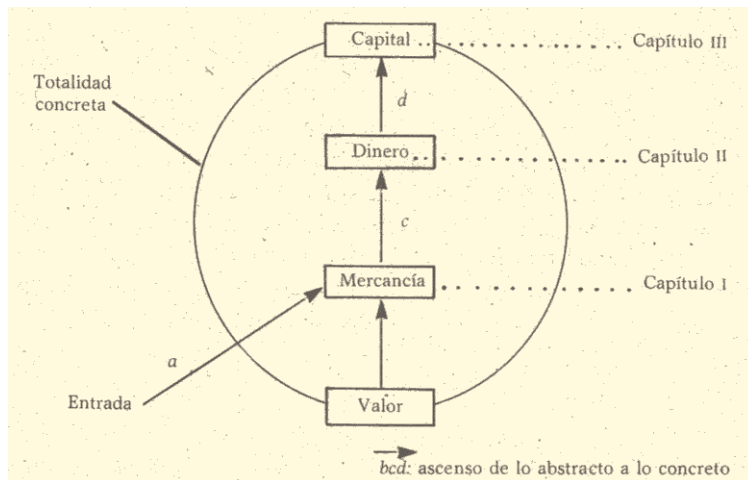 Capital
Capítulo III
Totalidad
concreta
d
Dinero
Capítulo II
c
Mercancía
Capítulo I
a
Entrada
Valor
bcd: ascenso de lo abstracto a lo concreto